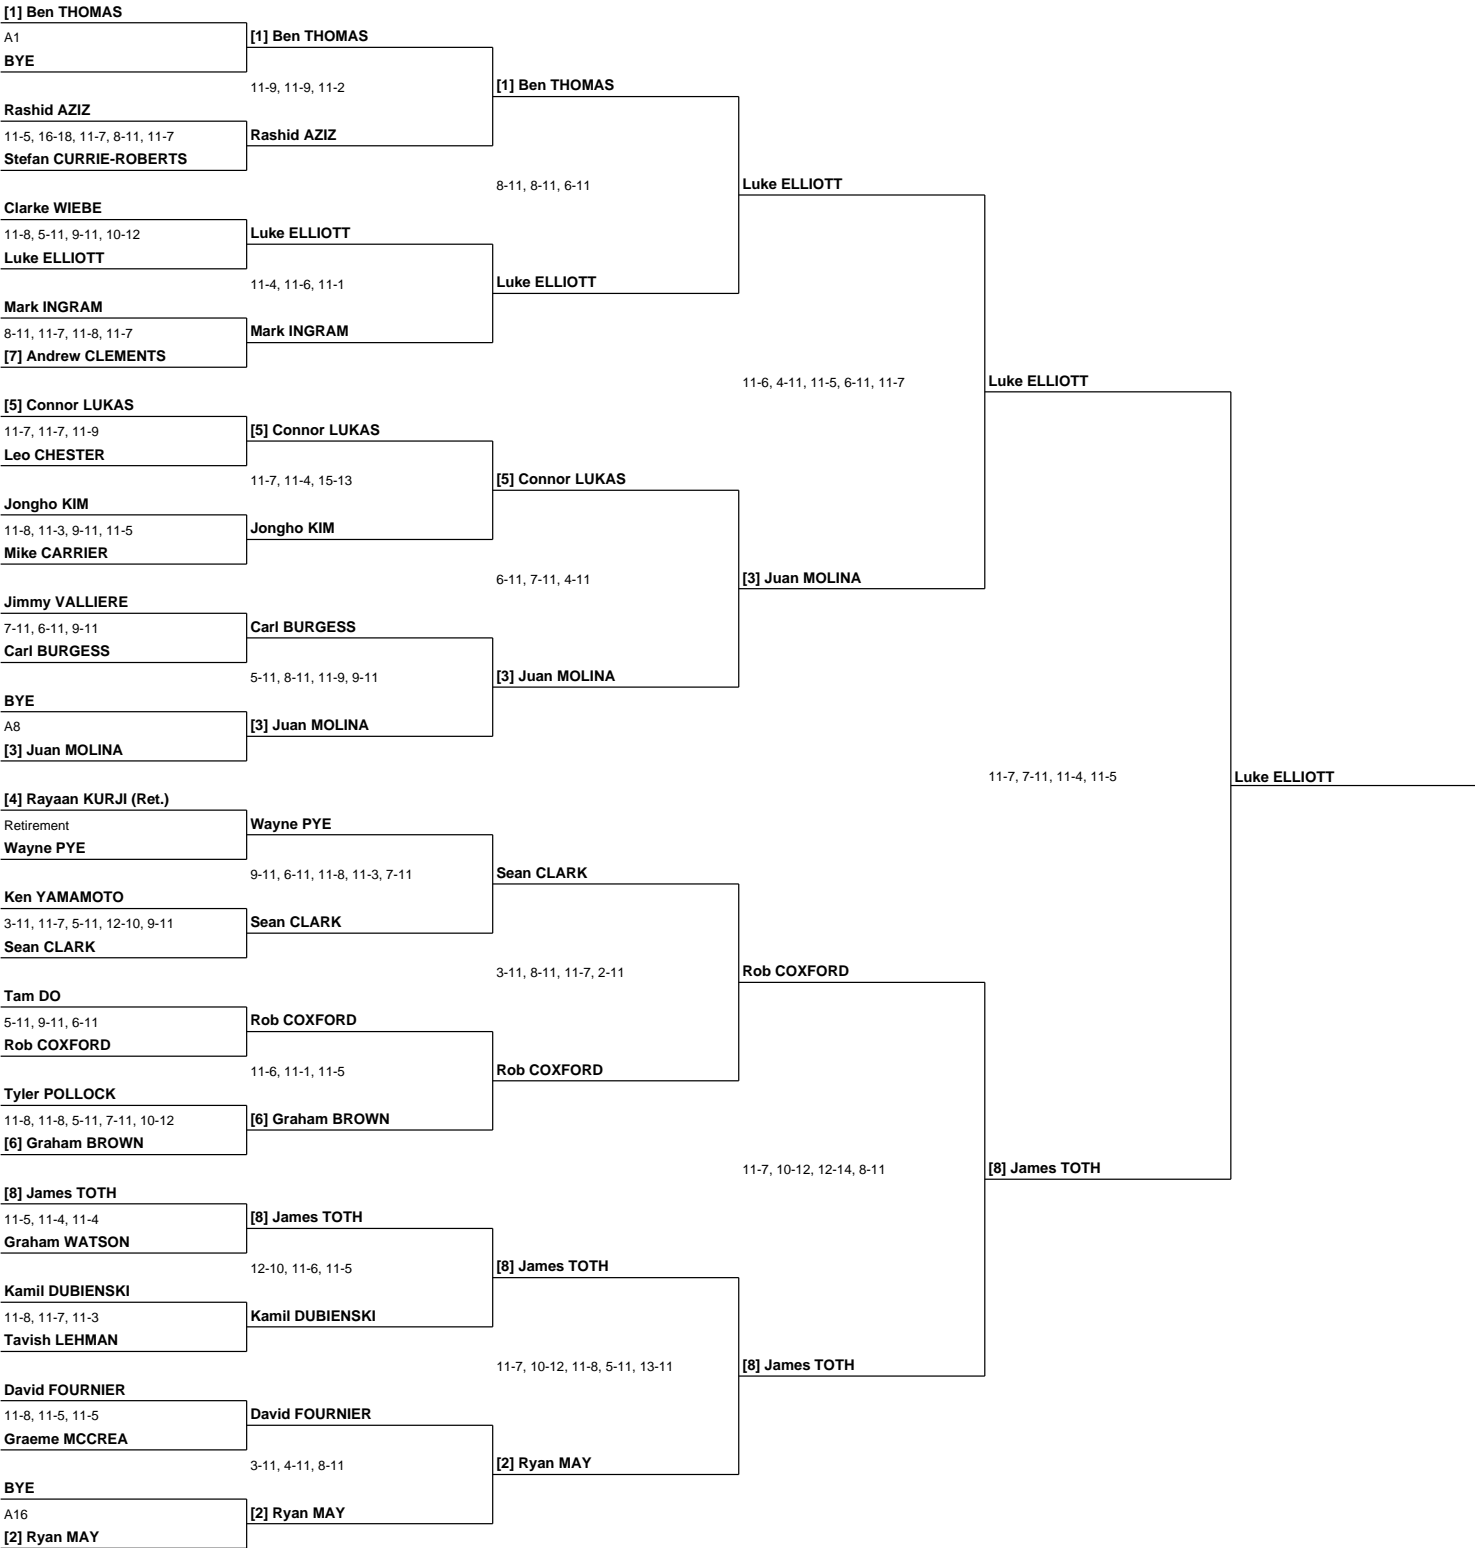 [1] Ben THOMAS
A1
BYE
Rashid AZIZ
11-5, 16-18, 11-7, 8-11, 11-7
Stefan CURRIE-ROBERTS
Clarke WIEBE
11-8, 5-11, 9-11, 10-12
Luke ELLIOTT
Mark INGRAM
8-11, 11-7, 11-8, 11-7
[7] Andrew CLEMENTS
[5] Connor LUKAS
11-7, 11-7, 11-9
Leo CHESTER
Jongho KIM
11-8, 11-3, 9-11, 11-5
Mike CARRIER
Jimmy VALLIERE
7-11, 6-11, 9-11
Carl BURGESS
BYE
A8
[3] Juan MOLINA
[4] Rayaan KURJI (Ret.)
Retirement
Wayne PYE
Ken YAMAMOTO
3-11, 11-7, 5-11, 12-10, 9-11
Sean CLARK
Tam DO
5-11, 9-11, 6-11
Rob COXFORD
Tyler POLLOCK
11-8, 11-8, 5-11, 7-11, 10-12
[6] Graham BROWN
[8] James TOTH
11-5, 11-4, 11-4
Graham WATSON
Kamil DUBIENSKI
11-8, 11-7, 11-3
Tavish LEHMAN
David FOURNIER
11-8, 11-5, 11-5
Graeme MCCREA
BYE
A16
[2] Ryan MAY
[1] Ben THOMAS
11-9, 11-9, 11-2
Rashid AZIZ
Luke ELLIOTT
11-4, 11-6, 11-1
Mark INGRAM
[5] Connor LUKAS
11-7, 11-4, 15-13
Jongho KIM
Carl BURGESS
5-11, 8-11, 11-9, 9-11
[3] Juan MOLINA
Wayne PYE
9-11, 6-11, 11-8, 11-3, 7-11
Sean CLARK
Rob COXFORD
11-6, 11-1, 11-5
[6] Graham BROWN
[8] James TOTH
12-10, 11-6, 11-5
Kamil DUBIENSKI
David FOURNIER
3-11, 4-11, 8-11
[2] Ryan MAY
[1] Ben THOMAS
8-11, 8-11, 6-11
Luke ELLIOTT
[5] Connor LUKAS
6-11, 7-11, 4-11
[3] Juan MOLINA
Sean CLARK
3-11, 8-11, 11-7, 2-11
Rob COXFORD
[8] James TOTH
11-7, 10-12, 11-8, 5-11, 13-11
[2] Ryan MAY
Luke ELLIOTT
11-6, 4-11, 11-5, 6-11, 11-7
[3] Juan MOLINA
Rob COXFORD
11-7, 10-12, 12-14, 8-11
[8] James TOTH
Luke ELLIOTT
11-7, 7-11, 11-4, 11-5
[8] James TOTH
Luke ELLIOTT